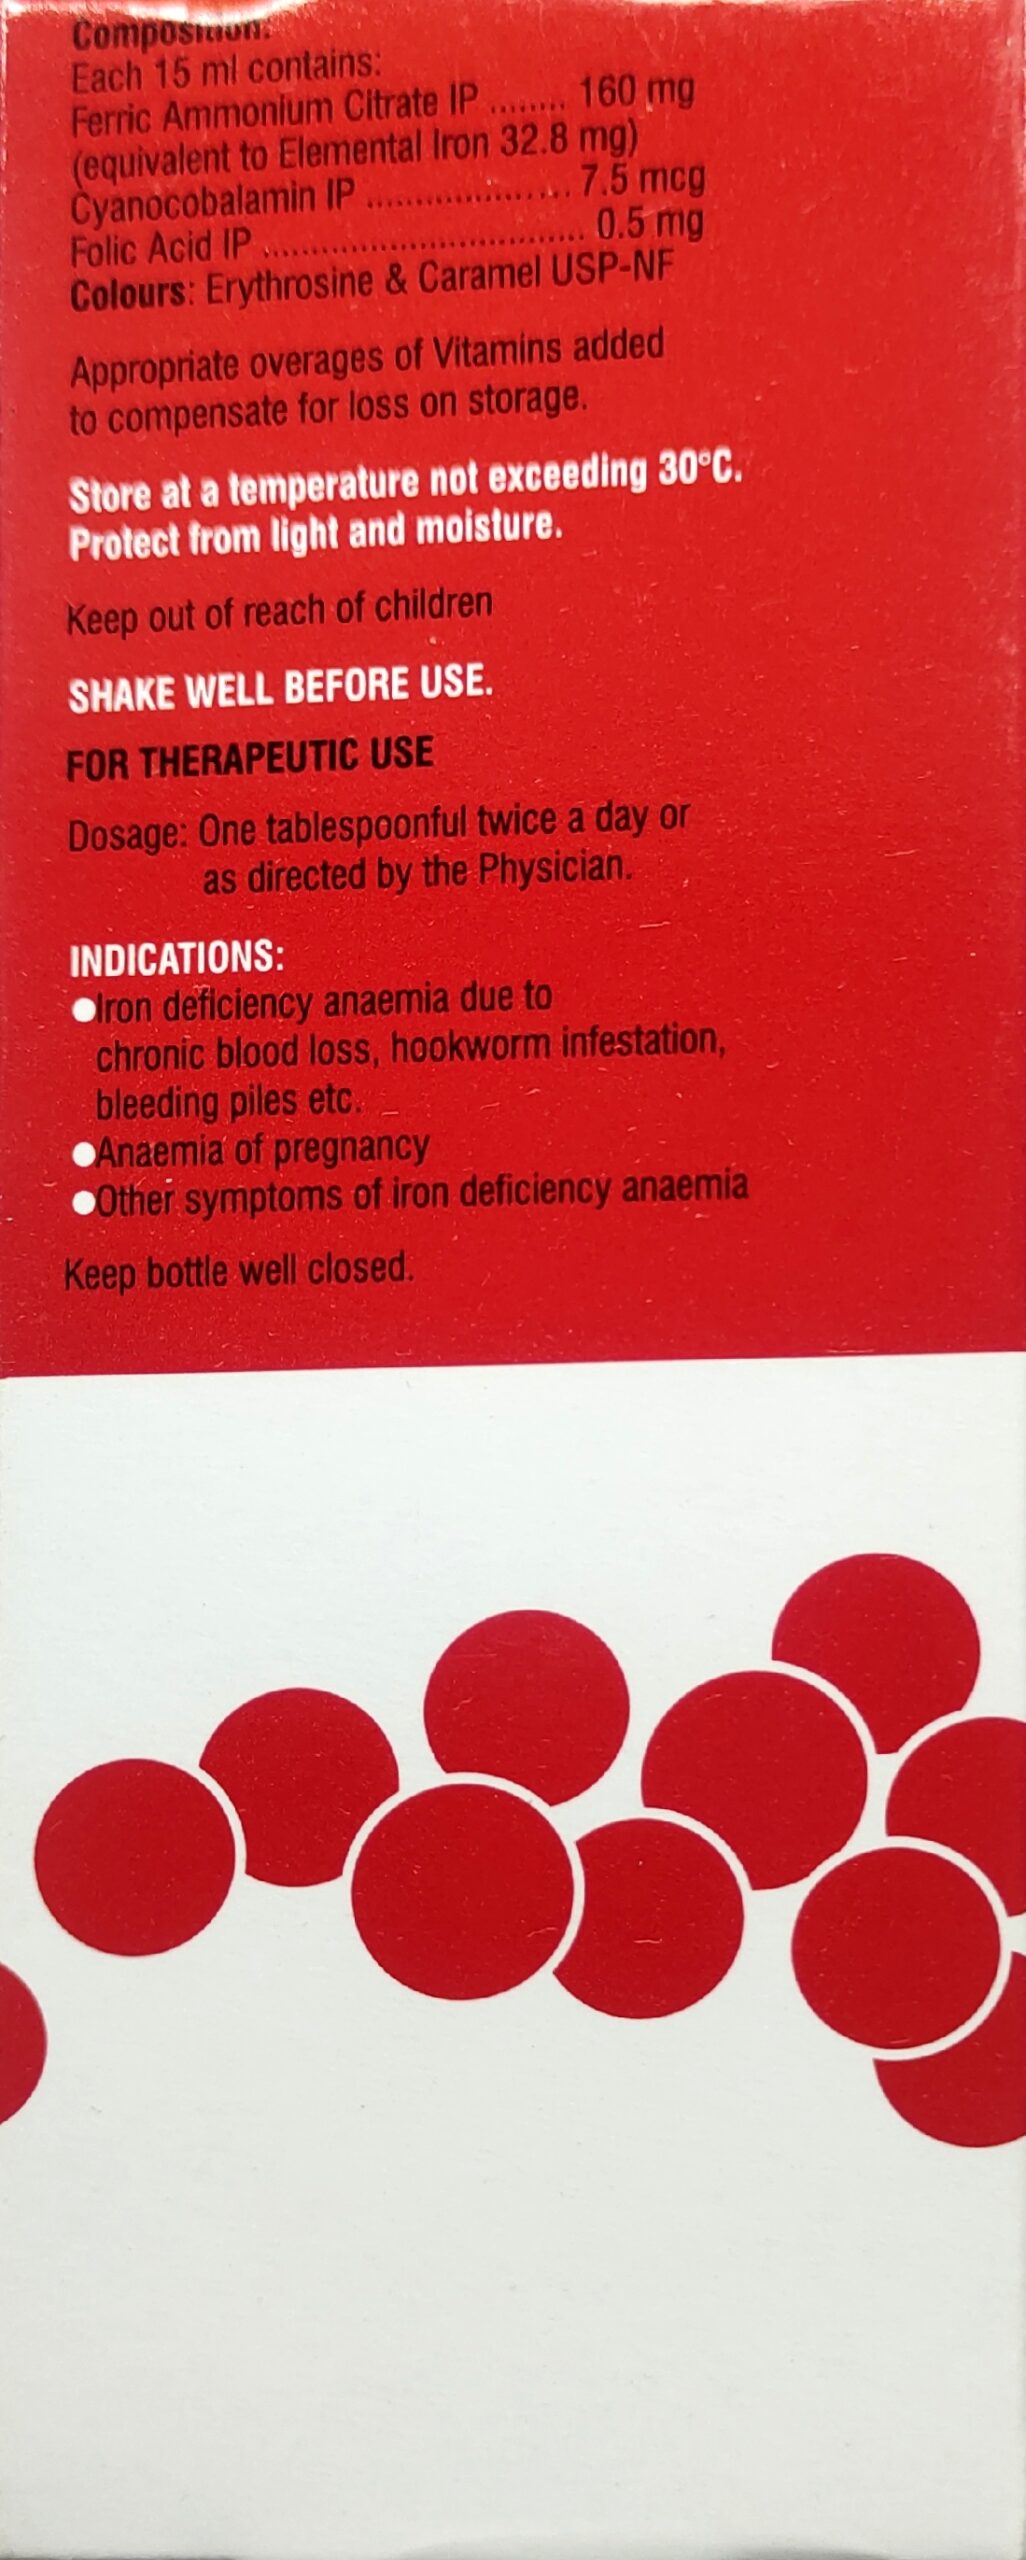 Composition:
Each 15 ml contains:
Ferric Ammonium Citrate IP ........ 160 mg
(equivalent to Elemental Iron 32.8 mg)
Cyanocobalamin IP .................... 7.5 mcg
Folic Acid IP ................................ 0.5 mg
Colours: Erythrosine & Caramel USP-NF
Appropriate overages of Vitamins added
to compensate for loss on storage.
Store at a temperature not exceeding 30°C.
Protect from light and moisture.
Keep out of reach of children
SHAKE WELL BEFORE USE.
FOR THERAPEUTIC USE
Dosage: One tablespoonful twice a day or
as directed by the Physician.
INDICATIONS:
●Iron deficiency anaemia due to
chronic blood loss, hookworm infestation,
bleeding piles etc.
●Anaemia of pregnancy
●Other symptoms of iron deficiency anaemia
Keep bottle well closed.